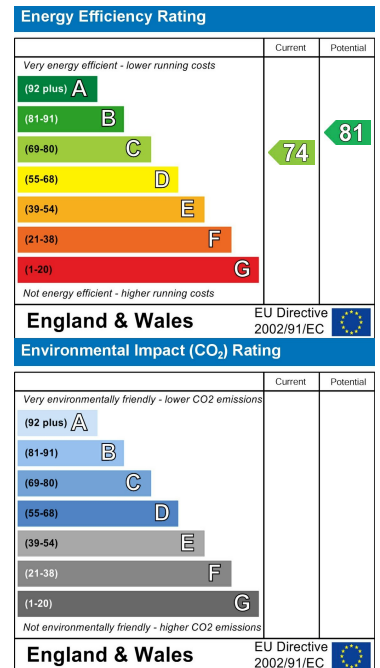 Energy Efficiency Rating
Current Potential
Very energy efficient - lower running costs
(92 plus) A
(81-91) B
(69-80) C
(55-68) D
(39-54) E
(21-38) F
(1-20) G
74
81
Not energy efficient - higher running costs
England & Wales
EU Directive
2002/91/EC
Environmental Impact (CO₂) Rating
Current Potential
Very environmentally friendly - lower CO2 emissions
(92 plus) A
(81-91) B
(69-80) C
(55-68) D
(39-54) E
(21-38) F
(1-20) G
Not environmentally friendly - higher CO2 emissions
England & Wales
EU Directive
2002/91/EC